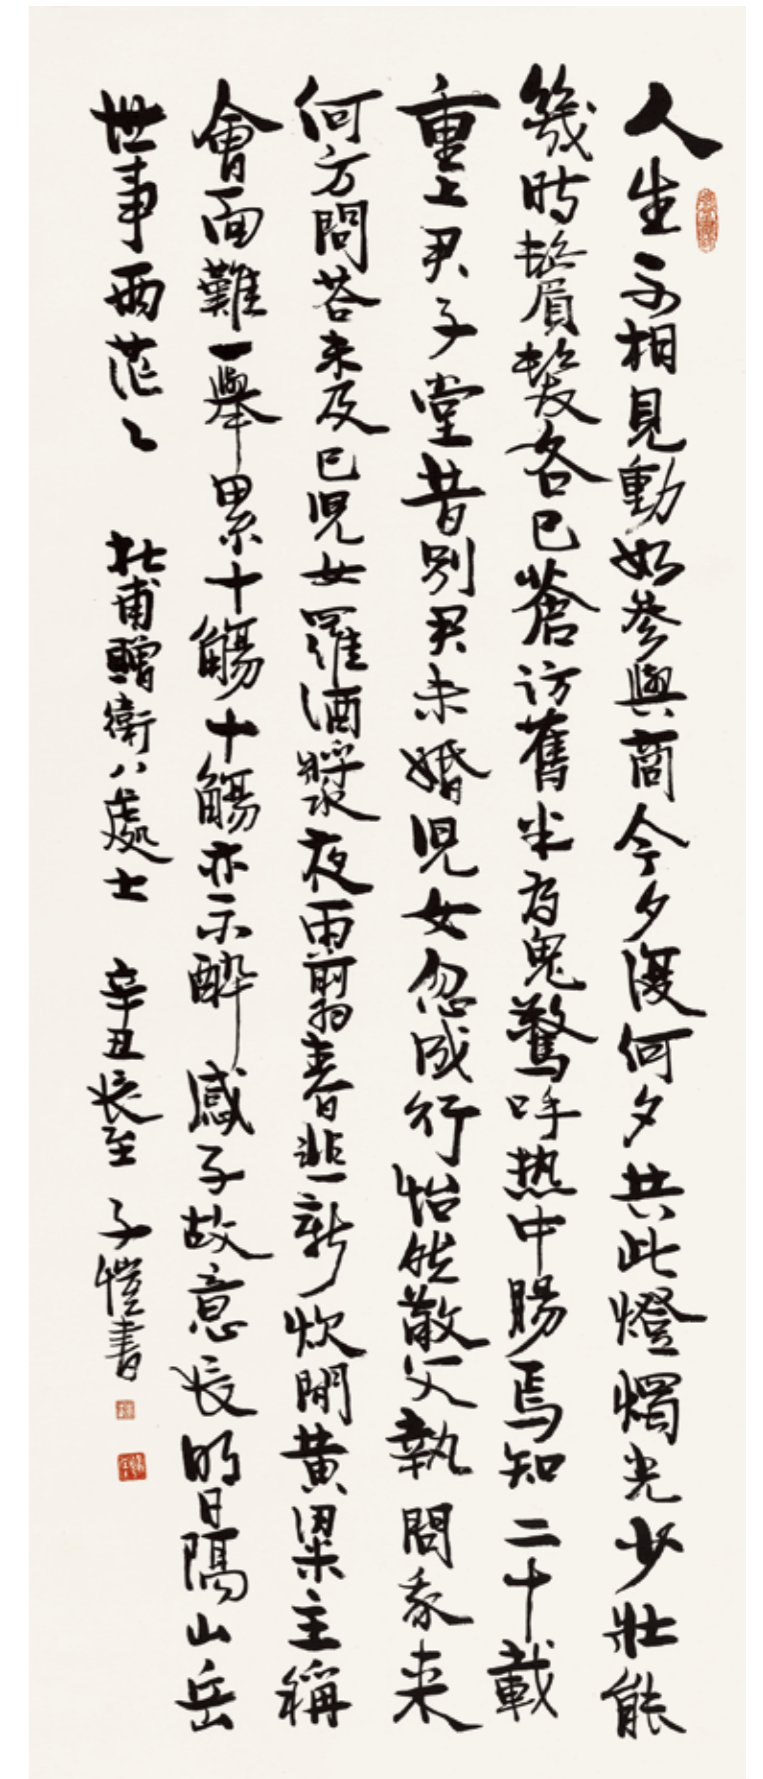 人生不相見動如參與商今夕復何夕共此燈燭光少壯能
幾時鬢髮各已蒼訪舊半為鬼驚呼熱中腸焉知二十載
重上君子堂昔別君未婚兒女忽成行怡然敬父執問我來
何方問答未及已兒女羅酒漿夜雨翦春韭新炊間黃粱主稱
會面難一舉累十觴十觴亦不醉感子故意長明日隔山岳
世事兩茫々 杜甫贈衛八處士 辛丑長至 子愷書